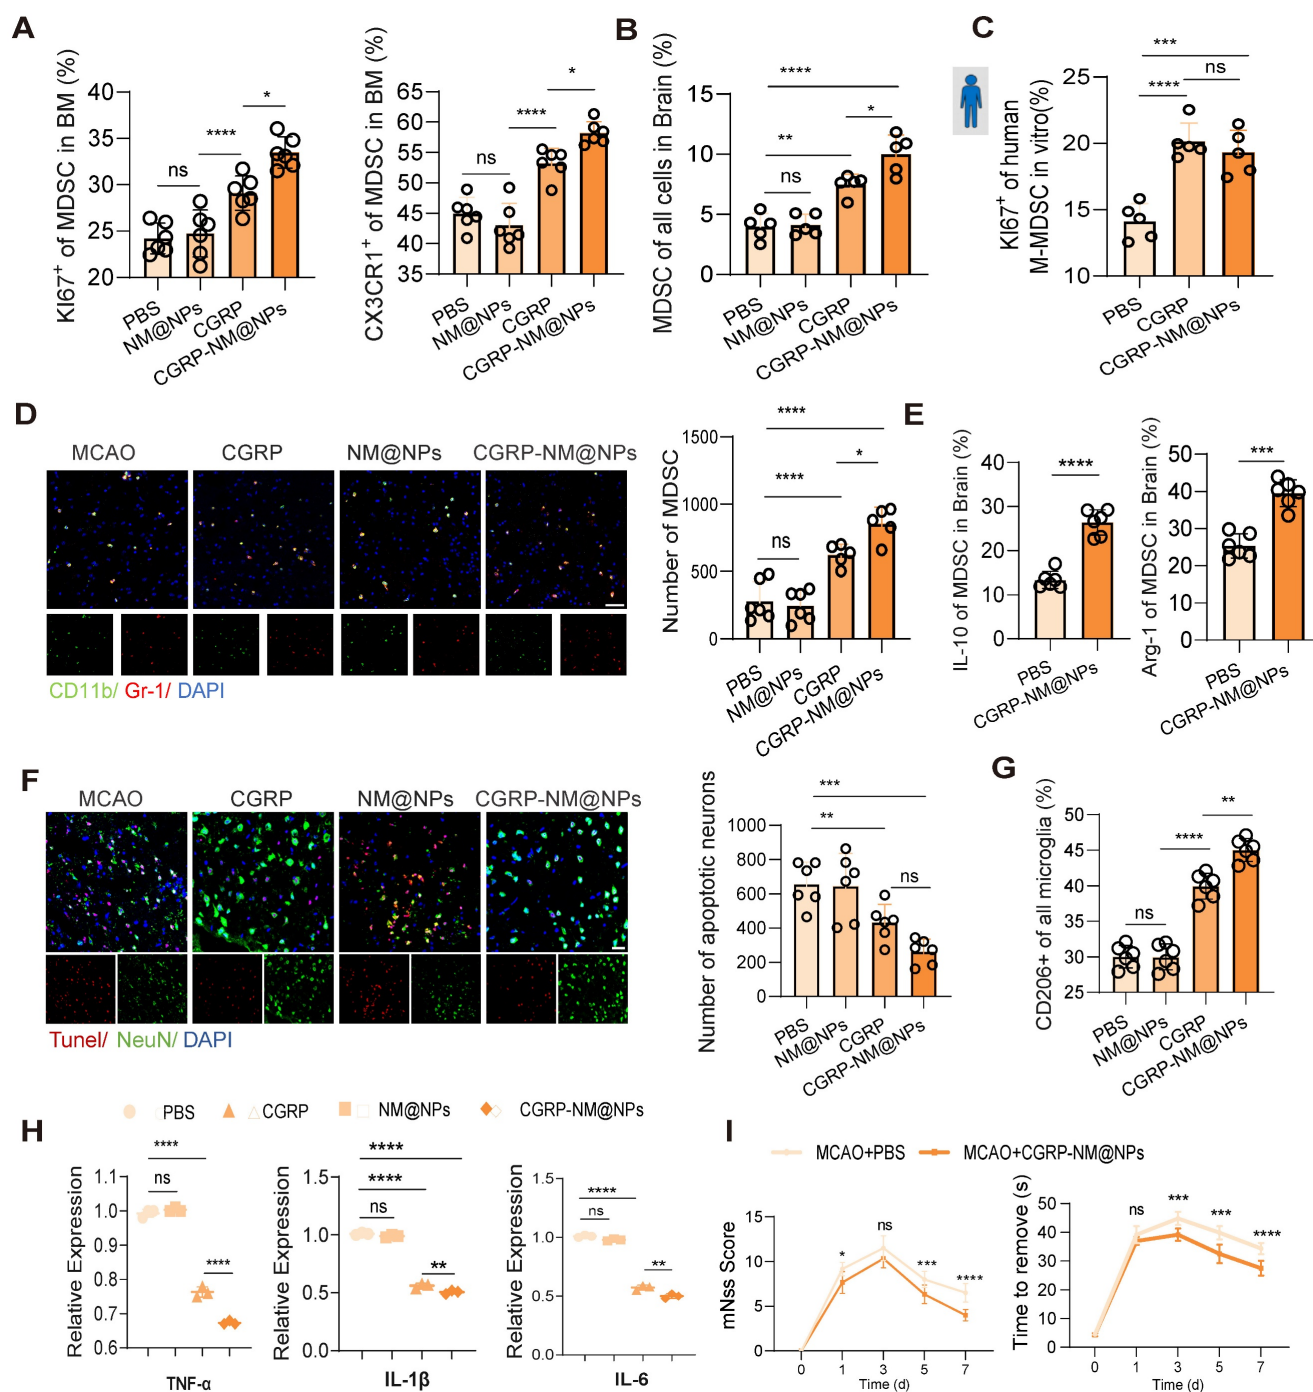 A
KI67+ of MDSC in BM (%)
40
35
30
25
20
ns
****
*
PBS
NM@NPs
CGRP
CGRP-NM@NPs
CX3CR1+ of MDSC in BM (%)
65
60
55
50
45
40
35
ns
****
*
PBS
NM@NPs
CGRP
CGRP-NM@NPs
B
MDSC of all cells in Brain (%)
15
10
5
0
****
**
ns
*
PBS
NM@NPs
CGRP
CGRP-NM@NPs
C
KI67+ of human
M-MDSC in vitro(%)
25
20
15
10
***
****
ns
PBS
CGRP
CGRP-NM@NPs
D
MCAO
CGRP
NM@NPs
CGRP-NM@NPs
CD11b/ Gr-1/ DAPI
Number of MDSC
1500
1000
500
0
****
****
ns
*
PBS
NM@NPs
CGRP
CGRP-NM@NPs
E
IL-10 of MDSC in Brain (%)
40
30
20
10
0
****
PBS
CGRP-NM@NPs
Arg-1 of MDSC in Brain (%)
50
40
30
20
10
0
***
PBS
CGRP-NM@NPs
F
MCAO
CGRP
NM@NPs
CGRP-NM@NPs
Tunel/ NeuN/ DAPI
Number of apoptotic neurons
1000
800
600
400
200
0
***
**
ns
PBS
NM@NPs
CGRP
CGRP-NM@NPs
G
CD206+ of all microglia (%)
50
45
40
35
30
25
ns
****
**
PBS
NM@NPs
CGRP
CGRP-NM@NPs
H
PBS
CGRP
NM@NPs
CGRP-NM@NPs
Relative Expression
1.1
1.0
0.9
0.8
0.7
0.6
****
ns
****
TNF-α
Relative Expression
1.5
1.0
0.5
0.0
****
****
ns
**
IL-1β
Relative Expression
1.5
1.0
0.5
0.0
****
ns
**
IL-6
I
MCAO+PBS
MCAO+CGRP-NM@NPs
mNss Score
15
10
5
0
*
ns
***
****
0 1 3 5 7
Time (d)
Time to remove (s)
50
40
30
20
10
0
ns
***
***
****
0 1 3 5 7
Time (d)